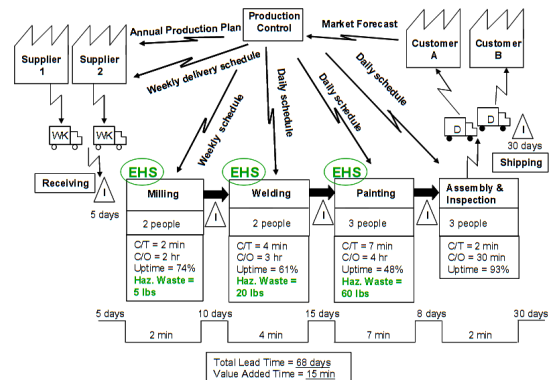 Production
Control
Annual Production Plan
Market Forecast
Supplier
1
Supplier
2
Customer
A
Customer
B
Weekly delivery schedule
Weekly schedule
Daily schedule
Daily schedule
Daily schedule
WK
WK
D
D
I
30 days
Shipping
Receiving
I
5 days
EHS
EHS
EHS
Milling
Welding
Painting
Assembly &
Inspection
I
I
I
2 people
2 people
3 people
3 people
C/T = 2 min
C/O = 2 hr
Uptime = 74%
Haz. Waste =
5 lbs
C/T = 4 min
C/O = 3 hr
Uptime = 61%
Haz. Waste =
20 lbs
C/T = 7 min
C/O = 4 hr
Uptime = 48%
Haz. Waste =
60 lbs
C/T = 2 min
C/O = 30 min
Uptime = 93%
5 days
10 days
15 days
8 days
30 days
2 min
4 min
7 min
2 min
Total Lead Time = 68 days
Value Added Time = 15 min